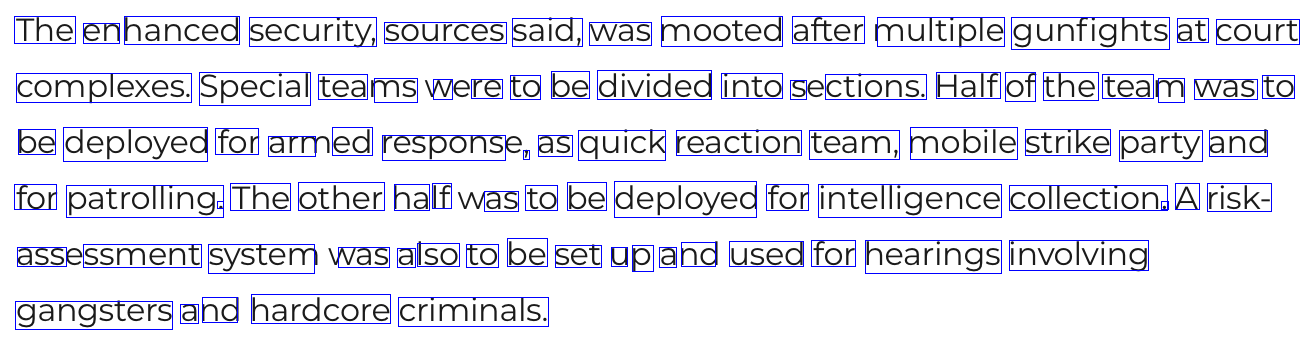 The enhanced security, sources said, was mooted after multiple gunfights at court
complexes. Special teams were to be divided into sections. Half of the team was to
be deployed for armed response, as quick reaction team, mobile strike party and
for patrolling. The other half was to be deployed for intelligence collection. A risk-
assessment system was also to be set up and used for hearings involving
gangsters and hardcore criminals.